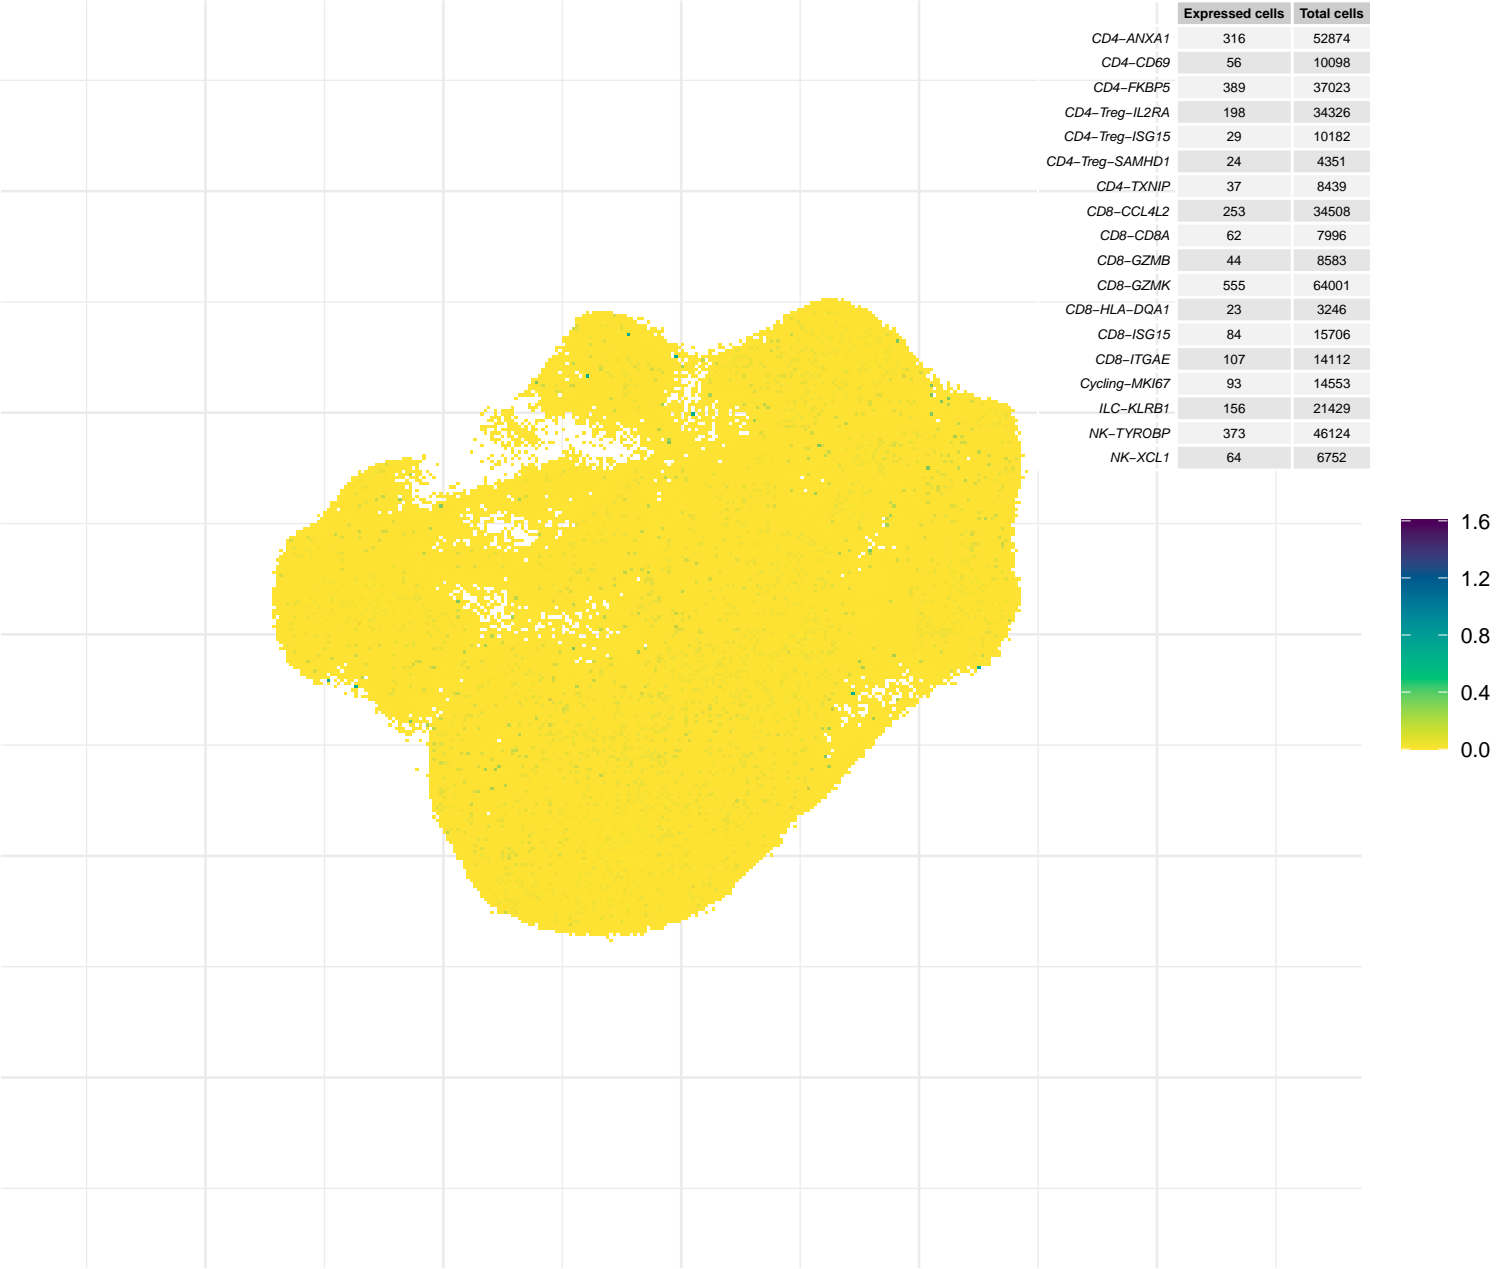 Expressed cells Total cells
CD4−ANXA1 316 52874
CD4−CD69 56 10098
CD4−FKBP5 389 37023
CD4−Treg−IL2RA 198 34326
CD4−Treg−ISG15 29 10182
CD4−Treg−SAMHD1 24 4351
CD4−TXNIP 37 8439
CD8−CCL4L2 253 34508
CD8−CD8A 62 7996
CD8−GZMB 44 8583
CD8−GZMK 555 64001
CD8−HLA−DQA1 23 3246
CD8−ISG15 84 15706
CD8−ITGAE 107 14112
Cycling−MKI67 93 14553
ILC−KLRB1 156 21429
NK−TYROBP 373 46124
NK−XCL1 64 6752
1.6
1.2
0.8
0.4
0.0